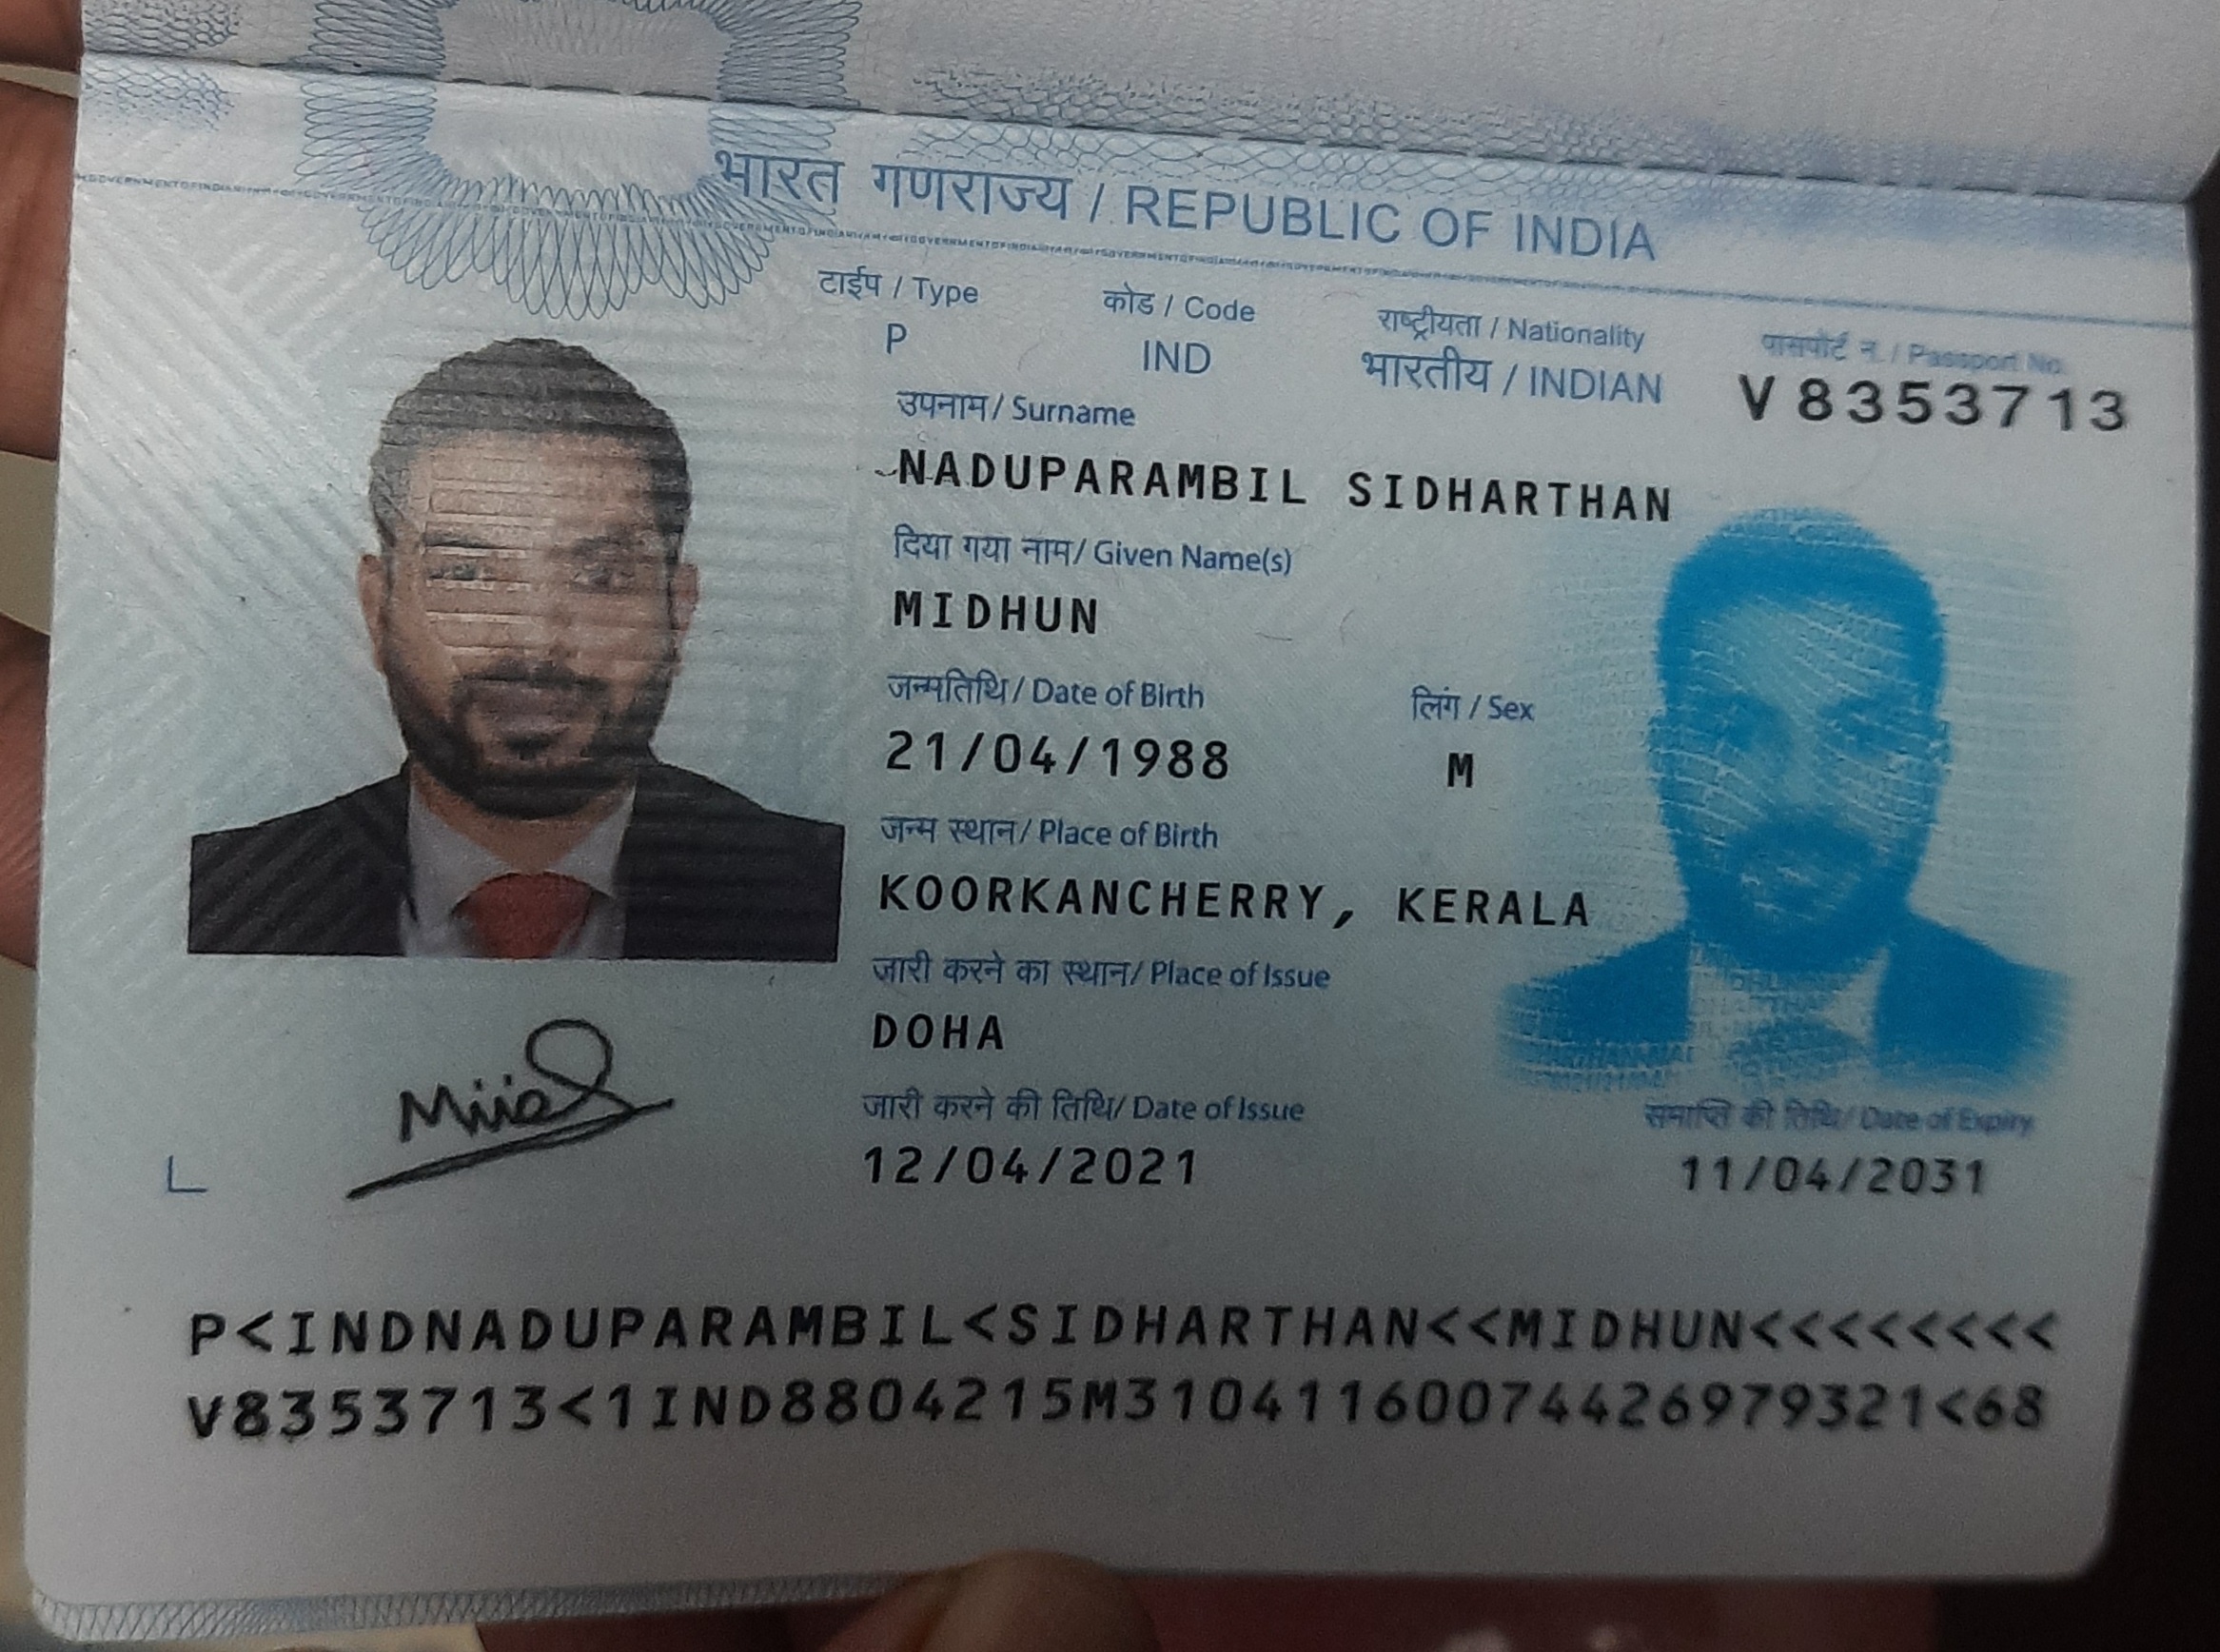 भारत गणराज्य / REPUBLIC OF INDIA
टाईप / Type
कोड / Code
राष्ट्रीयता / Nationality
पासपोर्ट न. / Passport No.
P
IND
भारतीय / INDIAN
V8353713
उपनाम / Surname
NADUPARAMBIL SIDHARTHAN
दिया गया नाम / Given Name(s)
MIDHUN
जन्मतिथि / Date of Birth
लिंग / Sex
21/04/1988
M
जन्म स्थान / Place of Birth
KOORKANCHERRY, KERALA
जारी करने का स्थान / Place of Issue
DOHA
जारी करने की तिथि / Date of Issue
समाप्ति की तिथि / Date of Expiry
12/04/2021
11/04/2031
L
P<INDNADUPARAMBIL<SIDHARTHAN<<MIDHUN<<<<<<<<
V8353713<1IND8804215M31041160074426979321<68